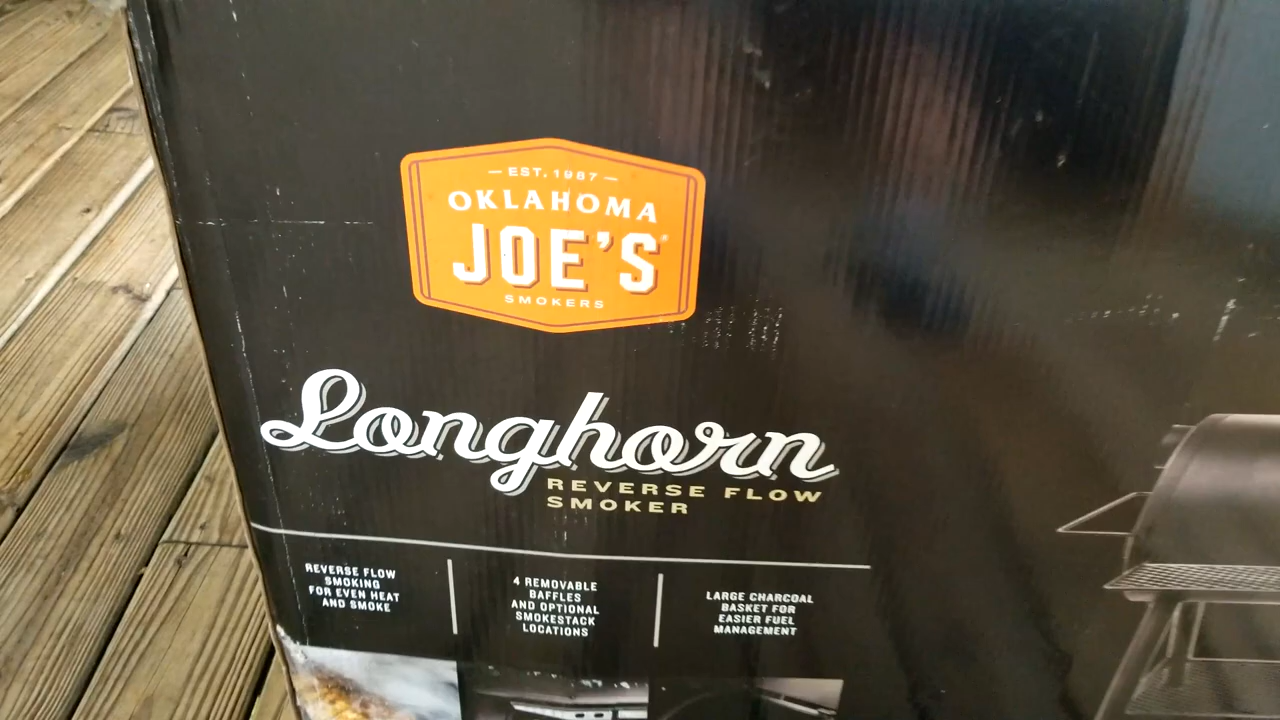 — EST. 1987 —
OKLAHOMA
JOE'S®
SMOKERS
Longhorn
REVERSE FLOW
SMOKER
REVERSE FLOW
SMOKING
FOR EVEN HEAT
AND SMOKE
4 REMOVABLE
BAFFLES
AND OPTIONAL
SMOKESTACK
LOCATIONS
LARGE CHARCOAL
BASKET FOR
EASIER FUEL
MANAGEMENT